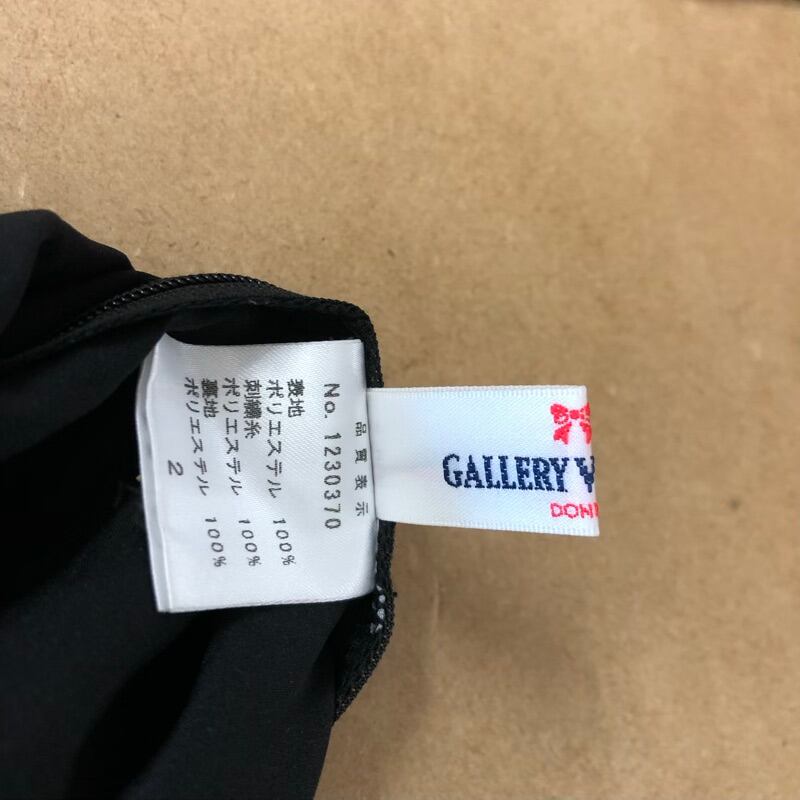 品質表示
No. 1230370
表地
ポリエステル 100%
刺繍糸
ポリエステル 100%
裏地
ポリエステル 100%
2
GALLERY